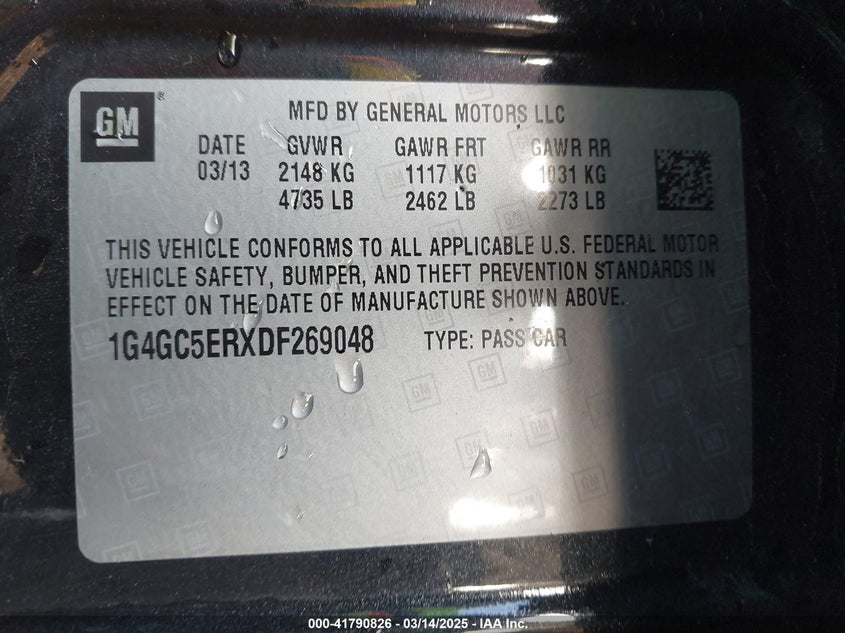 GM ®
MFD BY GENERAL MOTORS LLC
DATE GVWR GAWR FRT GAWR RR
03/13 2148 KG 1117 KG 1031 KG
4735 LB 2462 LB 2273 LB
THIS VEHICLE CONFORMS TO ALL APPLICABLE U.S. FEDERAL MOTOR
VEHICLE SAFETY, BUMPER, AND THEFT PREVENTION STANDARDS IN
EFFECT ON THE DATE OF MANUFACTURE SHOWN ABOVE.
1G4GC5ERXDF269048 TYPE: PASS CAR
000-41790826 - 03/14/2025 - IAA Inc.